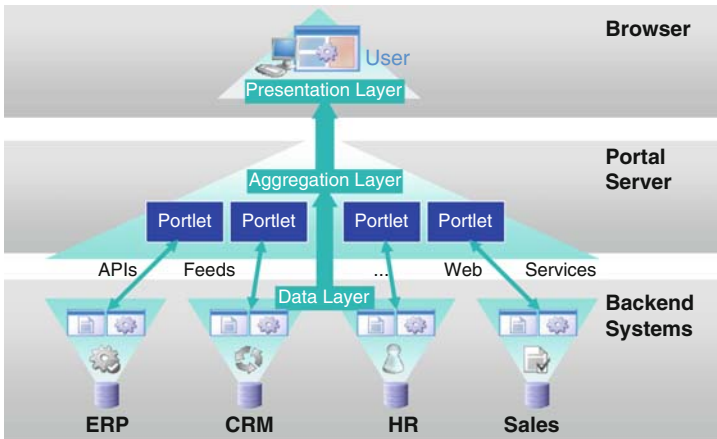 Browser
User
Presentation Layer
Portal
Server
Aggregation Layer
Portlet
Portlet
Portlet
Portlet
APIs
Feeds
...
Web
Services
Data Layer
Backend
Systems
ERP
CRM
HR
Sales